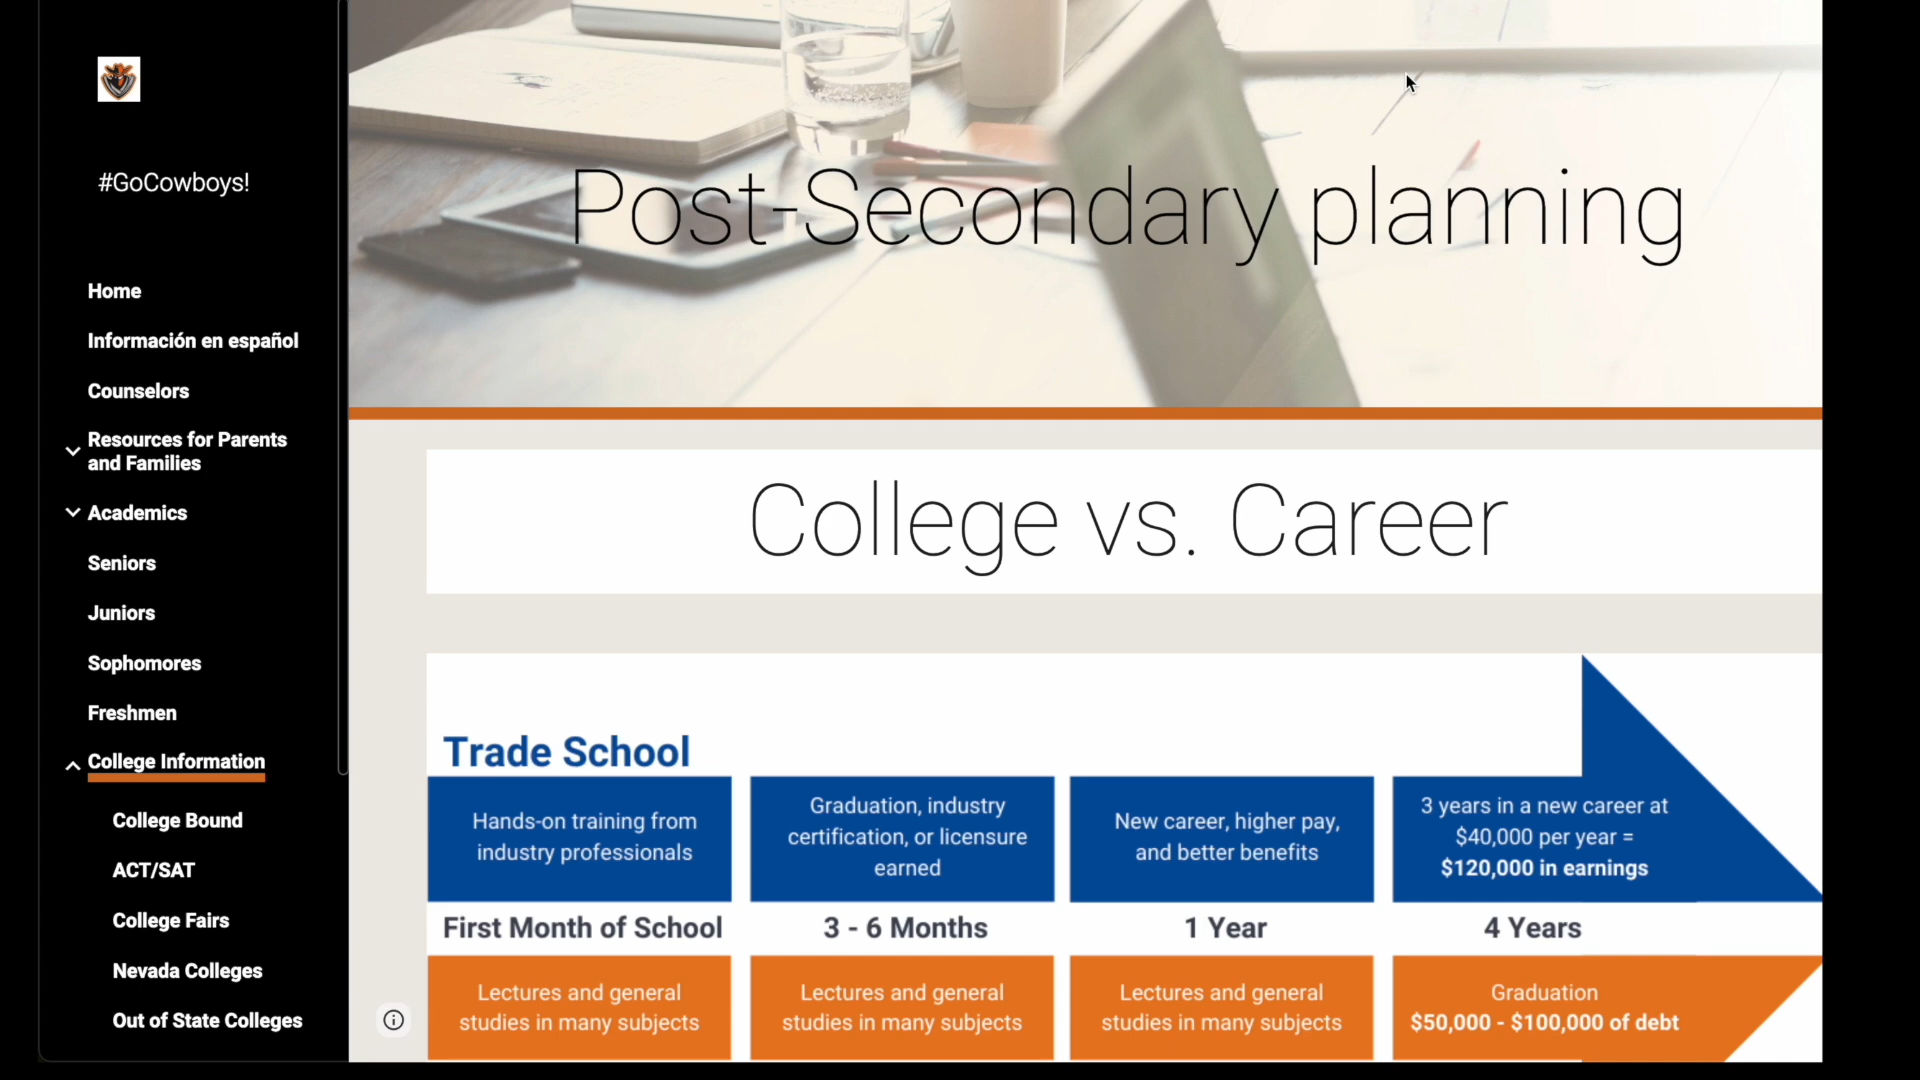 #GoCowboys!
Home
Información en español
Counselors
Resources for Parents
and Families
Academics
Seniors
Juniors
Sophomores
Freshmen
College Information
College Bound
ACT/SAT
College Fairs
Nevada Colleges
Out of State Colleges
Post-Secondary planning
College vs. Career
Trade School
Hands-on training from
industry professionals
Graduation, industry
certification, or licensure
earned
New career, higher pay,
and better benefits
3 years in a new career at
$40,000 per year =
$120,000 in earnings
First Month of School
3 - 6 Months
1 Year
4 Years
Lectures and general
studies in many subjects
Lectures and general
studies in many subjects
Lectures and general
studies in many subjects
Graduation
$50,000 - $100,000 of debt